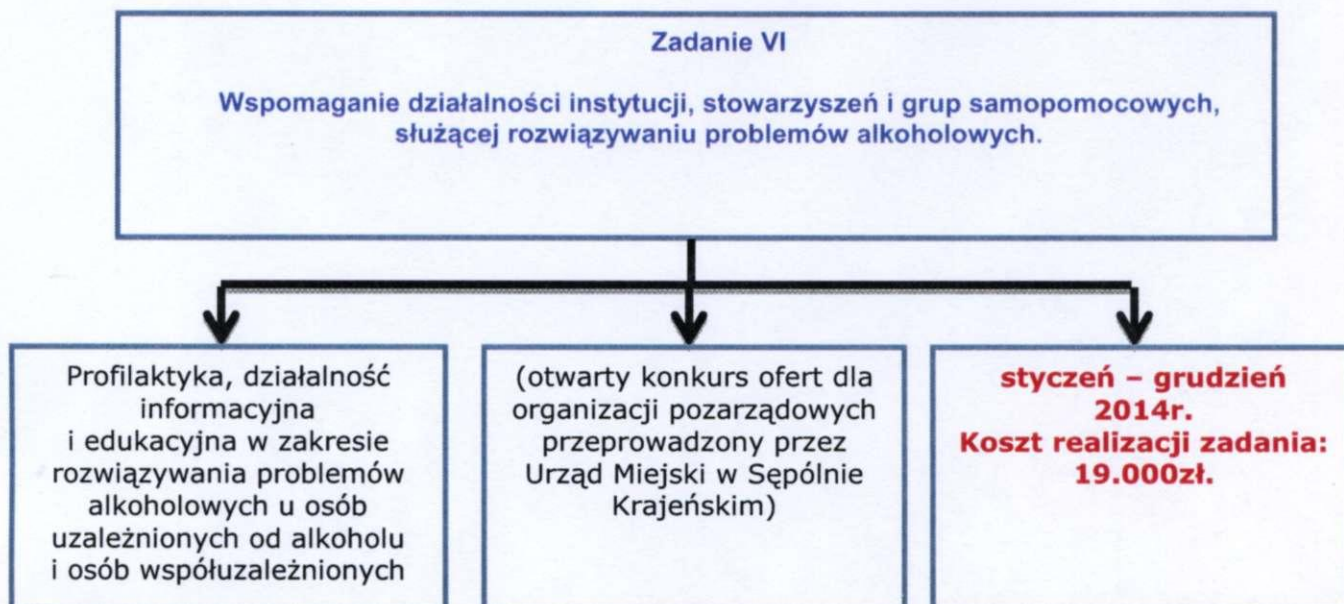 Zadanie VI
Wspomaganie działalności instytucji, stowarzyszeń i grup samopomocowych,
służącej rozwiązywaniu problemów alkoholowych.
Profilaktyka, działalność
informacyjna
i edukacyjna w zakresie
rozwiązywania problemów
alkoholowych u osób
uzależnionych od alkoholu
i osób współuzależnionych
(otwarty konkurs ofert dla
organizacji pozarządowych
przeprowadzony przez
Urząd Miejski w Sępólnie
Krajeńskim)
styczeń – grudzień
2014r.
Koszt realizacji zadania:
19.000zł.